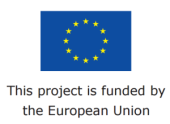 This project is funded by
the European Union